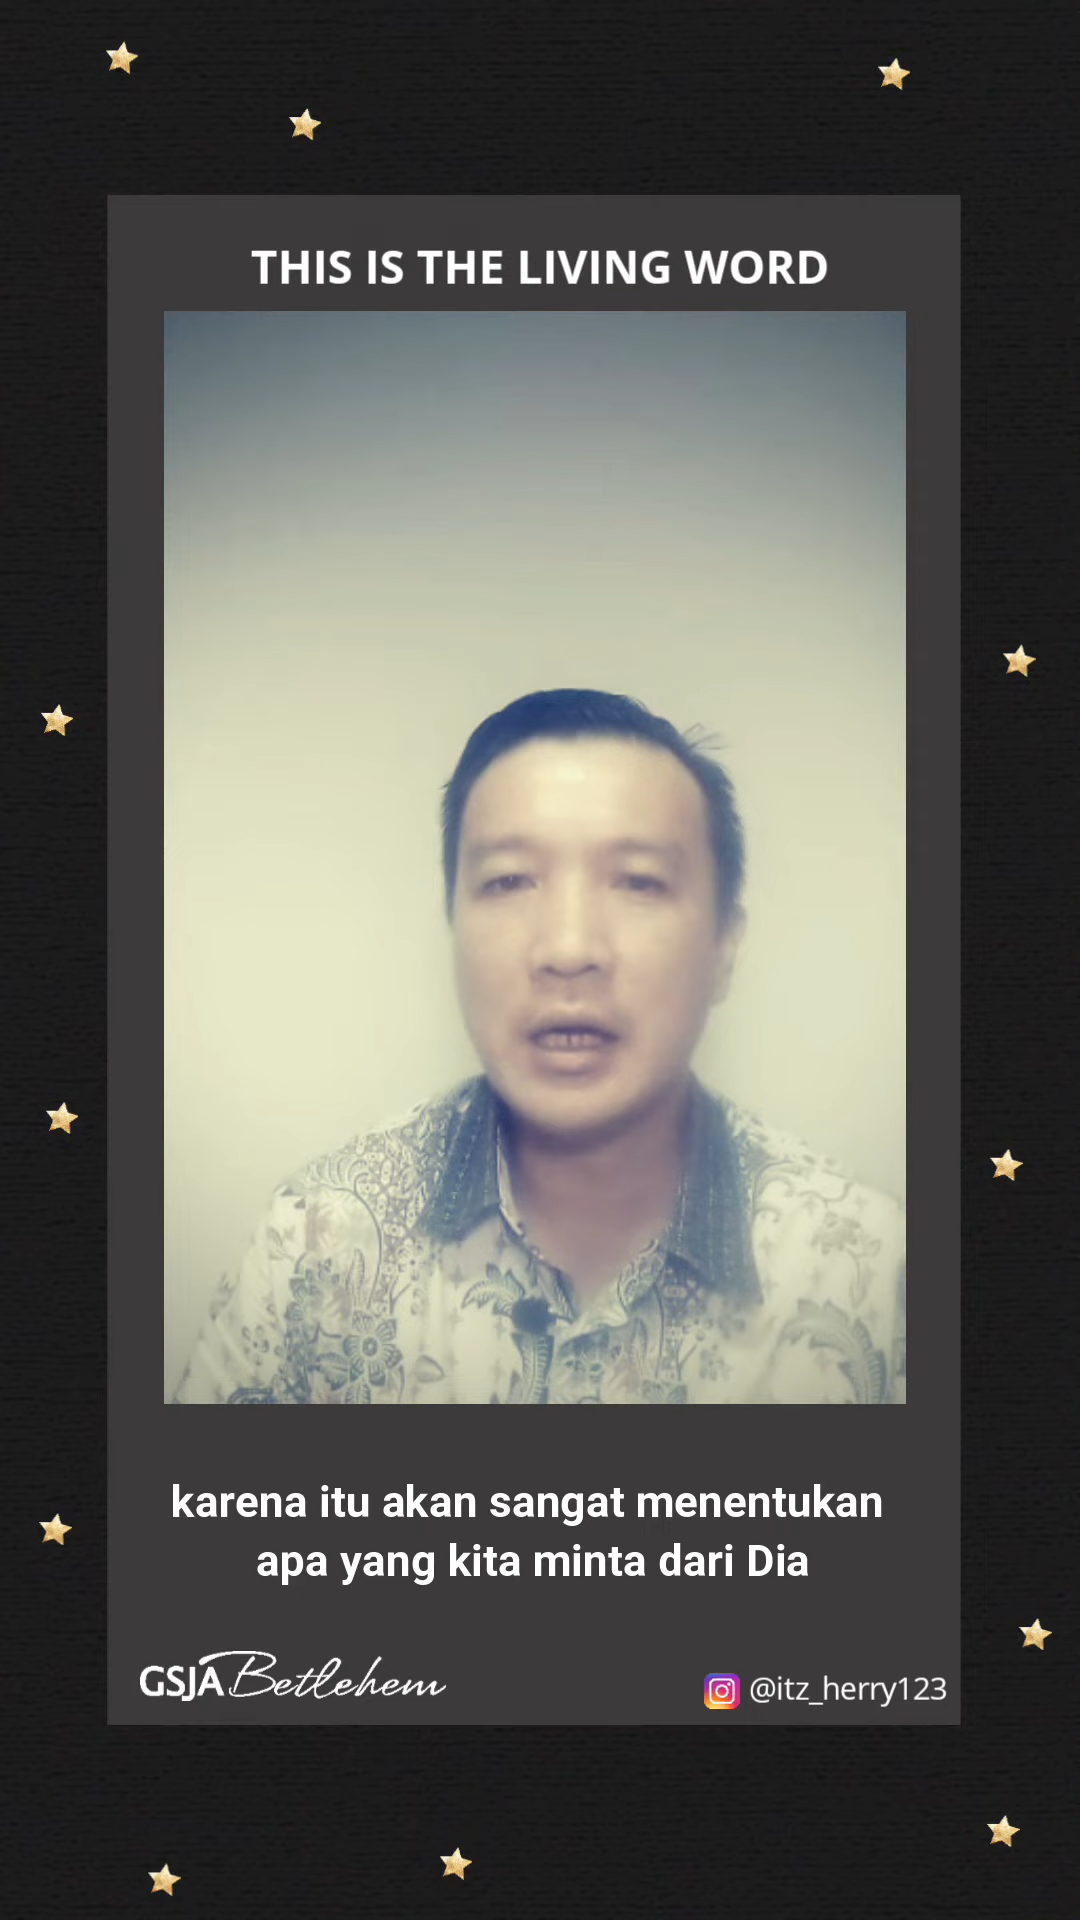 THIS IS THE LIVING WORD
karena itu akan sangat menentukan
apa yang kita minta dari Dia
GSJA Betlehem
@itz_herry123